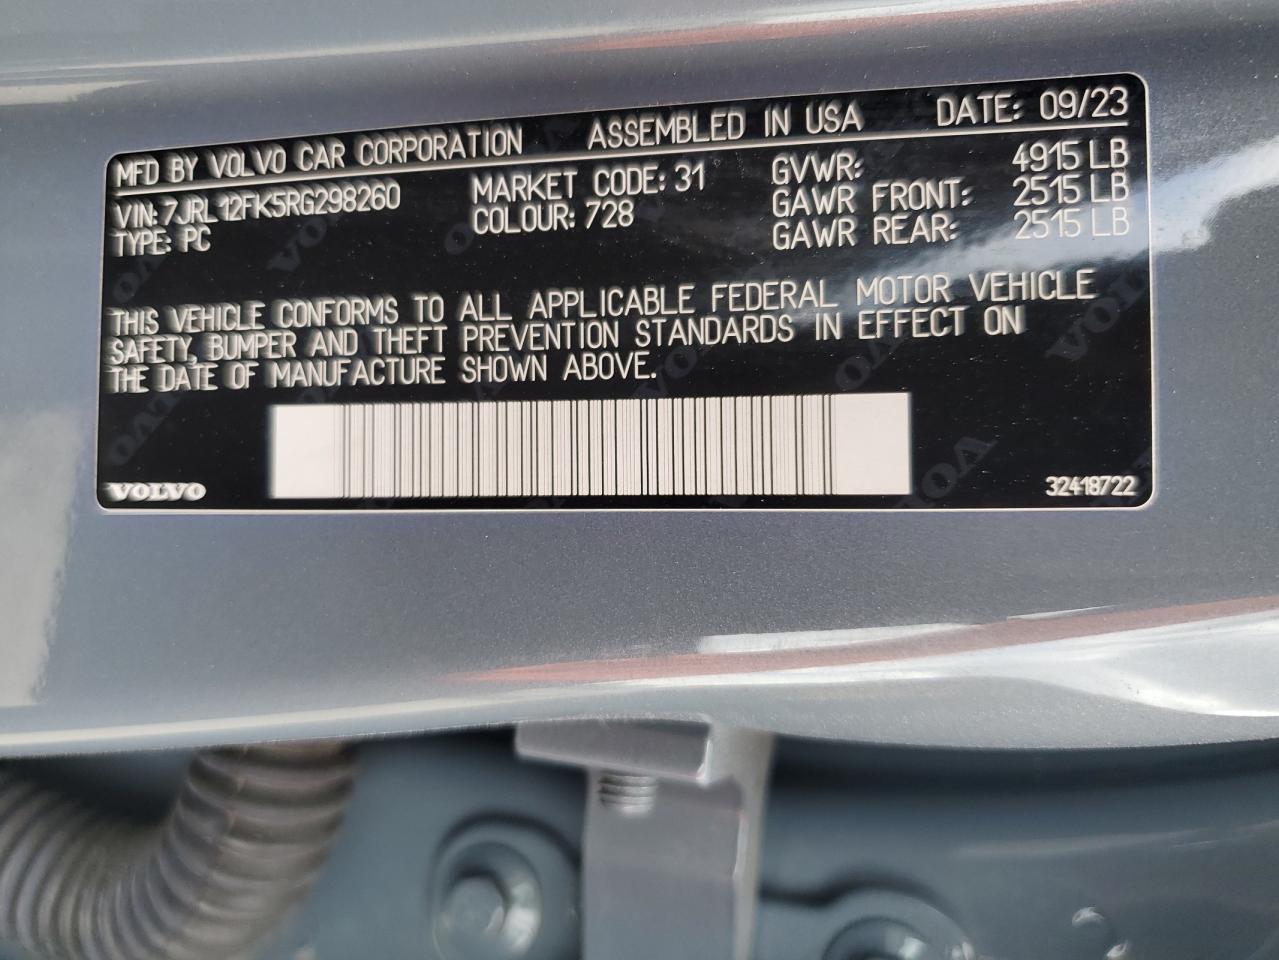 MFD BY VOLVO CAR CORPORATION ASSEMBLED IN USA DATE: 09/23
VIN: 7JRL12FK5RG298260 MARKET CODE: 31 GVWR: 4915 LB
TYPE: PC COLOUR: 728 GAWR FRONT: 2515 LB
GAWR REAR: 2515 LB
THIS VEHICLE CONFORMS TO ALL APPLICABLE FEDERAL MOTOR VEHICLE
SAFETY, BUMPER AND THEFT PREVENTION STANDARDS IN EFFECT ON
THE DATE OF MANUFACTURE SHOWN ABOVE.
VOLVO 32418722